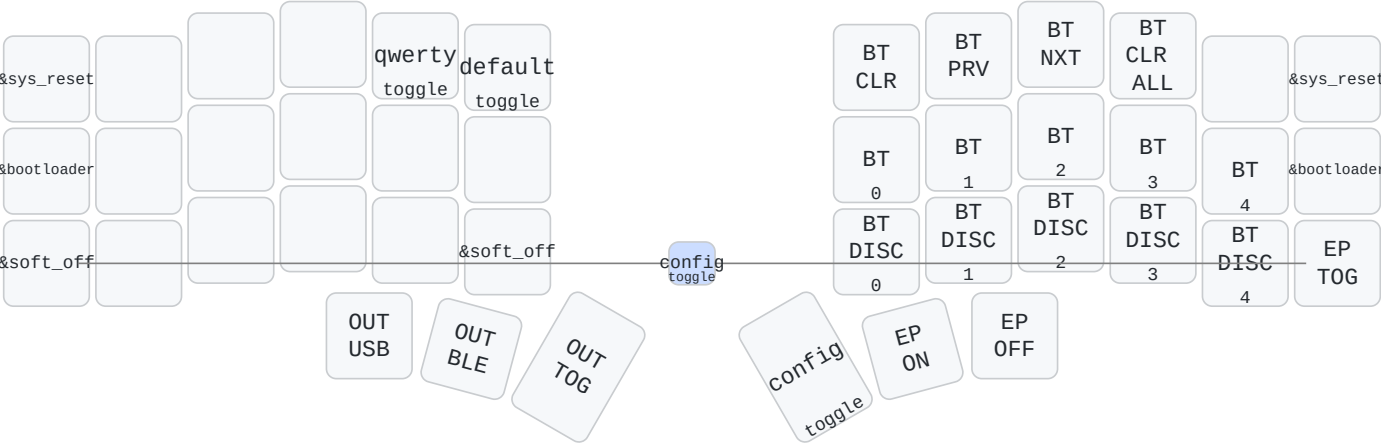 &sys_reset
qwerty
toggle
default
toggle
BT
CLR
BT
PRV
BT
NXT
BT
CLR
ALL
&sys_reset
&bootloader
BT
0
BT
1
BT
2
BT
3
BT
4
&bootloader
&soft_off
&soft_off
config
toggle
BT
DISC
0
BT
DISC
1
BT
DISC
2
BT
DISC
3
BT
DISC
4
EP
TOG
OUT
USB
OUT
BLE
OUT
TOG
config
toggle
EP
ON
EP
OFF